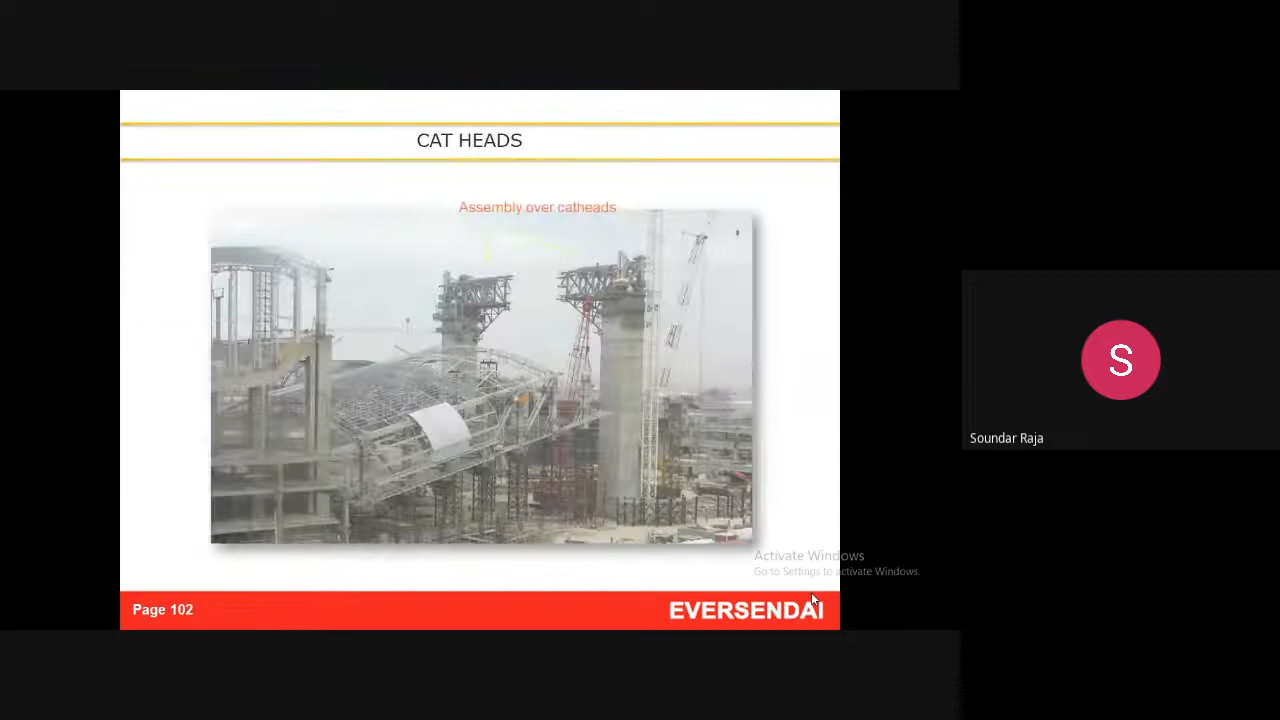 CAT HEADS
Assembly over catheads
Activate Windows
Go to Settings to activate Windows.
Page 102
EVERSENDAI
S
Soundar Raja